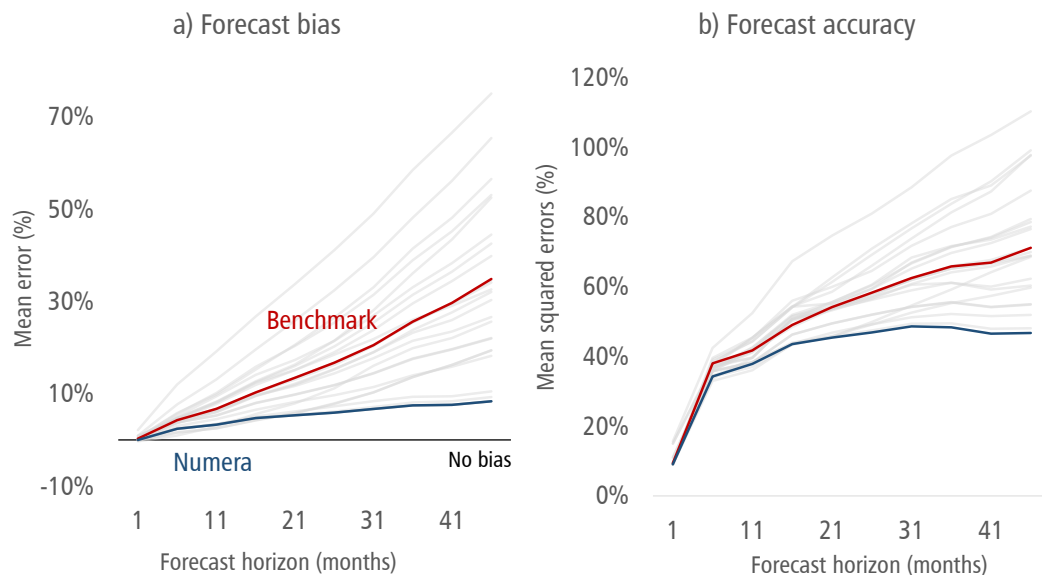 a) Forecast bias
Mean error (%)
70%
50%
30%
10%
-10%
Benchmark
Numera
No bias
1 11 21 31 41
Forecast horizon (months)
b) Forecast accuracy
Mean squared errors (%)
120%
100%
80%
60%
40%
20%
0%
1 11 21 31 41
Forecast horizon (months)